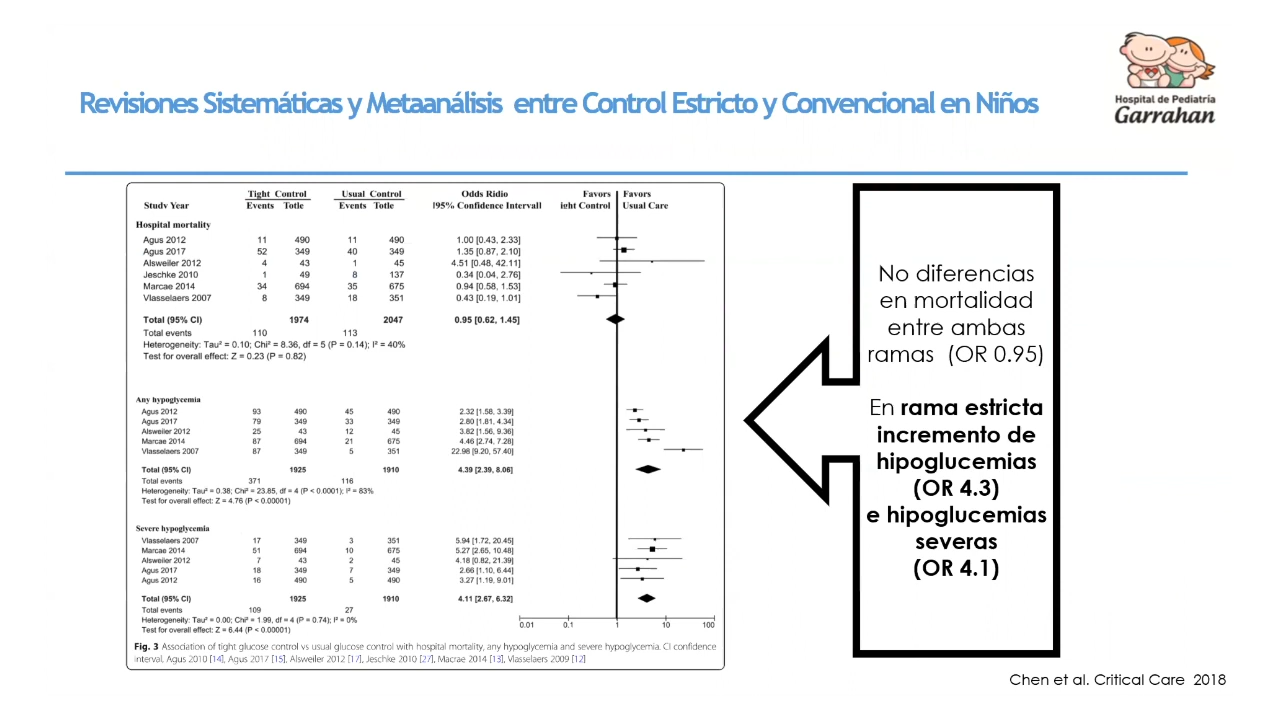 Hospital de Pediatría
Garrahan
Revisiones Sistemáticas y Metaanálisis entre Control Estricto y Convencional en Niños
Tight Control Usual Control Odds Ridio Favors Favors
Studv Year Events Totle Events Totle |95% Confidence Intervall ight Control Usual Care
Hospital mortality
Agus 2012 11 490 11 490 1.00 [0.43, 2.33]
Agus 2017 52 349 40 349 1.35 [0.87, 2.10]
Alsweiler 2012 4 43 1 45 4.51 [0.48, 42.11]
Jeschke 2010 1 49 8 137 0.34 [0.04, 2.76]
Marcae 2014 34 694 35 675 0.94 [0.58, 1.53]
Vlasselaers 2007 8 349 18 351 0.43 [0.19, 1.01]
Total (95% CI) 1974 2047 0.95 [0.62, 1.45]
Total events 110 113
Heterogeneity: Tau² = 0.10; Chi² = 8.36, df = 5 (P = 0.14); I² = 40%
Test for overall effect: Z = 0.23 (P = 0.82)
Any hypoglycemia
Agus 2012 93 490 45 490 2.32 [1.58, 3.39]
Agus 2017 79 349 33 349 2.80 [1.81, 4.34]
Alsweiler 2012 25 43 12 45 3.82 [1.56, 9.36]
Marcae 2014 87 694 21 675 4.46 [2.74, 7.28]
Vlasselaers 2007 87 349 5 351 22.98 [9.20, 57.40]
Total (95% CI) 1925 1910 4.39 [2.39, 8.06]
Total events 371 116
Heterogeneity: Tau² = 0.38; Chi² = 23.85, df = 4 (P < 0.0001); I² = 83%
Test for overall effect: Z = 4.76 (P < 0.00001)
Severe hypoglycemia
Vlasselaers 2007 17 349 3 351 5.94 [1.72, 20.45]
Marcae 2014 51 694 10 675 5.27 [2.65, 10.48]
Alsweiler 2012 7 43 2 45 4.18 [0.82, 21.39]
Agus 2017 18 349 7 349 2.66 [1.10, 6.44]
Agus 2012 16 490 5 490 3.27 [1.19, 9.01]
Total (95% CI) 1925 1910 4.11 [2.67, 6.32]
Total events 109 27
Heterogeneity: Tau² = 0.00; Chi² = 1.99, df = 4 (P = 0.74); I² = 0%
Test for overall effect: Z = 6.44 (P < 0.00001)
0.01 0.1 1 10 100
Fig. 3 Association of tight glucose control vs usual glucose control with hospital mortality, any hypoglycemia and severe hypoglycemia. CI confidence
interval. Agus 2010 [14], Agus 2017 [15], Alsweiler 2012 [17], Jeschke 2010 [27], Macrae 2014 [13], Vlasselaers 2009 [12]
No diferencias
en mortalidad
entre ambas
ramas (OR 0.95)
En rama estricta
incremento de
hipoglucemias
(OR 4.3)
e hipoglucemias
severas
(OR 4.1)
Chen et al. Critical Care 2018